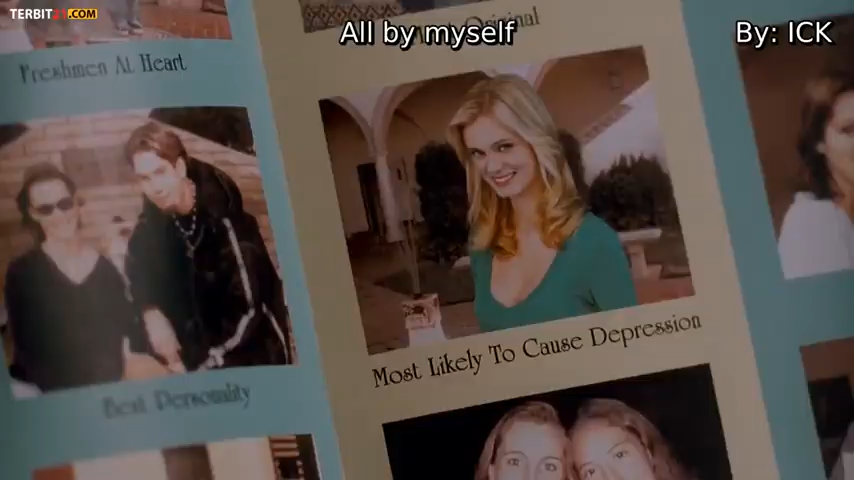 TERBIT21.COM
All by myself
By: ICK
Original
Freshmen At Heart
Most Likely To Cause Depression
Best Personality